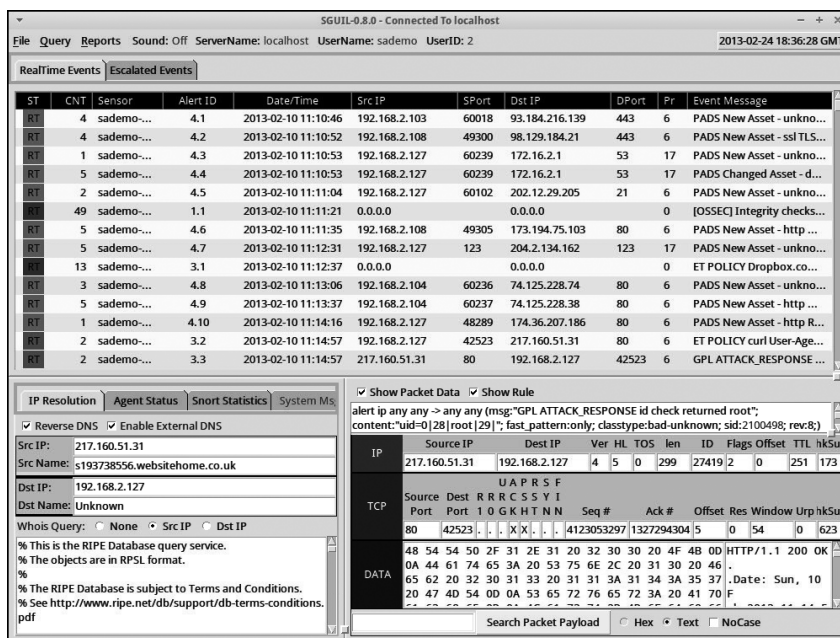 SGUIL-0.8.0 - Connected To localhost
File Query Reports Sound: Off ServerName: localhost UserName: sademo UserID: 2 2013-02-24 18:36:28 GMT
RealTime Events Escalated Events
ST CNT Sensor Alert ID Date/Time Src IP SPort Dst IP DPort Pr Event Message
RT 4 sademo-... 4.1 2013-02-10 11:10:46 192.168.2.103 60018 93.184.216.139 443 6 PADS New Asset - unkno...
RT 4 sademo-... 4.2 2013-02-10 11:10:52 192.168.2.108 49300 98.129.184.21 443 6 PADS New Asset - ssl TLS...
RT 1 sademo-... 4.3 2013-02-10 11:10:53 192.168.2.127 60239 172.16.2.1 53 17 PADS New Asset - unkno...
RT 5 sademo-... 4.4 2013-02-10 11:10:53 192.168.2.127 60239 172.16.2.1 53 17 PADS Changed Asset - d...
RT 2 sademo-... 4.5 2013-02-10 11:11:04 192.168.2.127 60102 202.12.29.205 21 6 PADS New Asset - unkno...
RT 49 sademo-... 1.1 2013-02-10 11:11:21 0.0.0.0 0.0.0.0 0 [OSSEC] Integrity checks...
RT 5 sademo-... 4.6 2013-02-10 11:11:35 192.168.2.108 49305 173.194.75.103 80 6 PADS New Asset - http ...
RT 5 sademo-... 4.7 2013-02-10 11:12:31 192.168.2.127 123 204.2.134.162 123 17 PADS New Asset - unkno...
RT 13 sademo-... 3.1 2013-02-10 11:12:37 0.0.0.0 0.0.0.0 0 ET POLICY Dropbox.co...
RT 3 sademo-... 4.8 2013-02-10 11:13:06 192.168.2.104 60236 74.125.228.74 80 6 PADS New Asset - unkno...
RT 5 sademo-... 4.9 2013-02-10 11:13:37 192.168.2.104 60237 74.125.228.38 80 6 PADS New Asset - http ...
RT 1 sademo-... 4.10 2013-02-10 11:14:16 192.168.2.127 48289 174.36.207.186 80 6 PADS New Asset - http R...
RT 2 sademo-... 3.2 2013-02-10 11:14:57 192.168.2.127 42523 217.160.51.31 80 6 ET POLICY curl User-Age...
RT 2 sademo-... 3.3 2013-02-10 11:14:57 217.160.51.31 80 192.168.2.127 42523 6 GPL ATTACK_RESPONSE ...
IP Resolution Agent Status Snort Statistics System Ms
Reverse DNS Enable External DNS
Src IP: 217.160.51.31
Src Name: s193738556.websitehome.co.uk
Dst IP: 192.168.2.127
Dst Name: Unknown
Whois Query: None Src IP Dst IP
% This is the RIPE Database query service.
% The objects are in RPSL format.
%
% The RIPE Database is subject to Terms and Conditions.
% See http://www.ripe.net/db/support/db-terms-conditions.
pdf
Show Packet Data Show Rule
alert ip any any -> any any (msg:"GPL ATTACK_RESPONSE id check returned root";
content:"uid=0|28|root|29|"; fast_pattern:only; classtype:bad-unknown; sid:2100498; rev:8;)
IP
Source IP Dest IP Ver HL TOS len ID Flags Offset TTL hkSu
217.160.51.31 192.168.2.127 4 5 0 299 27419 2 0 251 173
TCP
U A P R S F
Source Dest R R R C S S Y I
Port Port 1 0 G K H T N N Seq # Ack # Offset Res Window Urp hkSu
80 42523 . . . X X . . . 4123053297 1327294304 5 0 54 0 623
DATA
48 54 54 50 2F 31 2E 31 20 32 30 30 20 4F 4B 0D HTTP/1.1 200 OK
0A 44 61 74 65 3A 20 53 75 6E 2C 20 31 30 20 46 .
65 62 20 32 30 31 33 20 31 31 3A 31 34 3A 35 37 .Date: Sun, 10
20 47 4D 54 0D 0A 53 65 72 76 65 72 3A 20 41 70 F
Search Packet Payload Hex Text NoCase